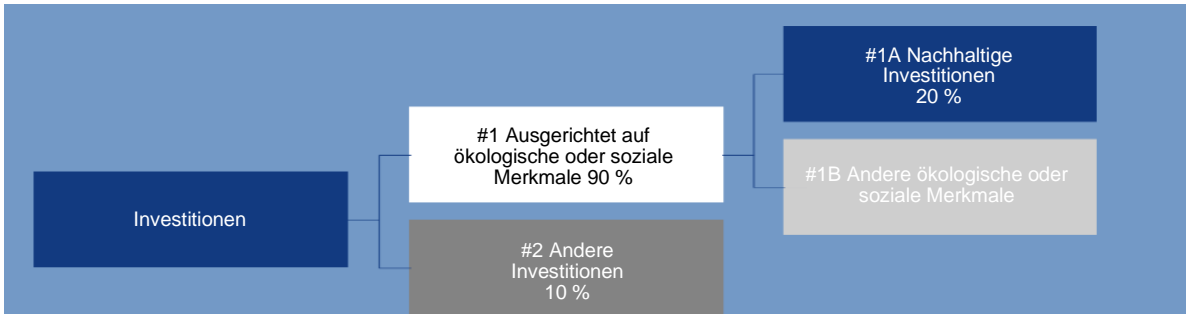 Investitionen
#1 Ausgerichtet auf
ökologische oder soziale
Merkmale 90 %
#2 Andere
Investitionen
10 %
#1A Nachhaltige
Investitionen
20 %
#1B Andere ökologische oder
soziale Merkmale